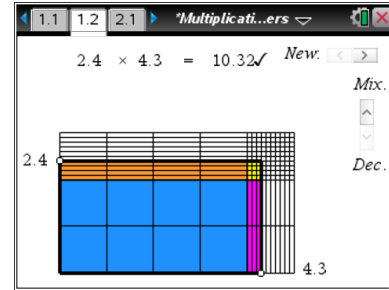 1.1 1.2 2.1 *Multiplicati...ers
2.4 × 4.3 = 10.32✓ New:
Mix.
2.4
Dec.
4.3